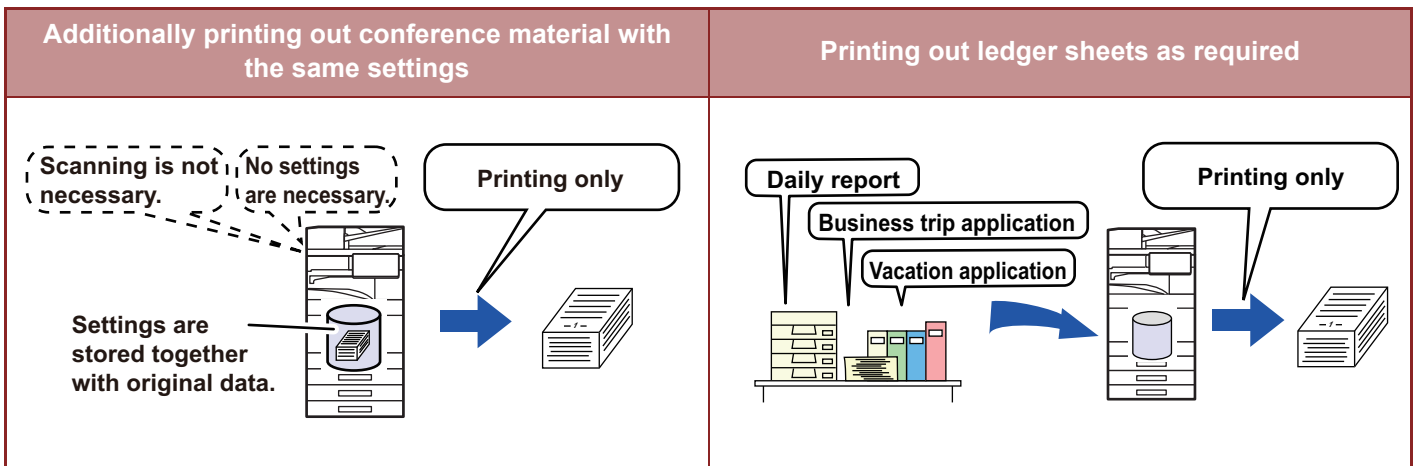 Additionally printing out conference material with
the same settings
Scanning is not
necessary.
No settings
are necessary.
Printing only
Settings are
stored together
with original data.
-1-
Printing out ledger sheets as required
Daily report
Business trip application
Vacation application
Printing only
-1-